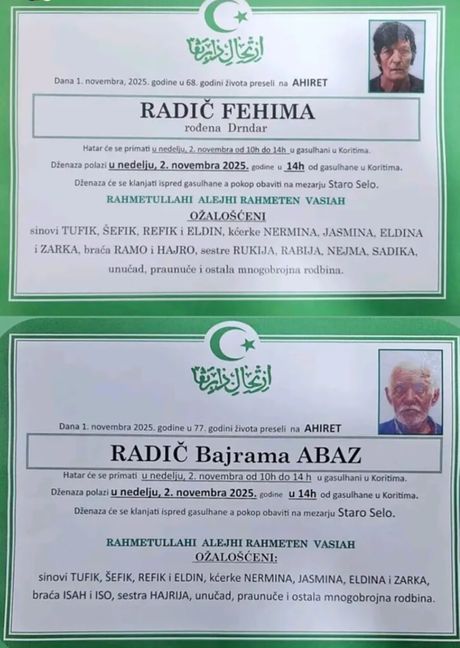 ارتحال دار بقا
Dana 1. novembra, 2025. godine u 68. godini života preseli na AHIRET
RADIČ FEHIMA
rođena Drndar
Hatar će se primati u nedelju, 2. novembra od 10h do 14h u gasulhani u Koritima.
Dženaza polazi u nedelju, 2. novembra 2025. godine u 14h od gasulhane u Koritima.
Dženaza će se klanjati ispred gasulhane a pokop obaviti na mezarju Staro Selo.
RAHMETULLAHI ALEJHI RAHMETEN VASIAH
OŽALOŠĆENI
sinovi TUFIK, ŠEFIK, REFIK i ELDIN, kćerke NERMINA, JASMINA, ELDINA
i ZARKA, braća RAMO i HAJRO, sestre RUKIJA, RABIJA, NEJMA, SADIKA,
unučad, praunuče i ostala mnogobrojna rodbina.
ارتحال دار بقا
Dana 1. novembra 2025. godine u 77. godini života preseli na AHIRET
RADIČ Bajrama ABAZ
Hatar će se primati u nedelju, 2. novembra od 10h do 14 h u gasulhani u Koritima.
Dženaza polazi u nedelju, 2. novembra 2025. godine u 14h od gasulhane u Koritima.
Dženaza će se klanjati ispred gasulhane a pokop obaviti na mezarju Staro Selo.
RAHMETULLAHI ALEJHI RAHMETEN VASIAH
OŽALOŠĆENI:
sinovi TUFIK, ŠEFIK, REFIK i ELDIN, kćerke NERMINA, JASMINA, ELDINA i ZARKA,
braća ISAH i ISO, sestra HAJRIJA, unučad, praunuče i ostala mnogobrojna rodbina.